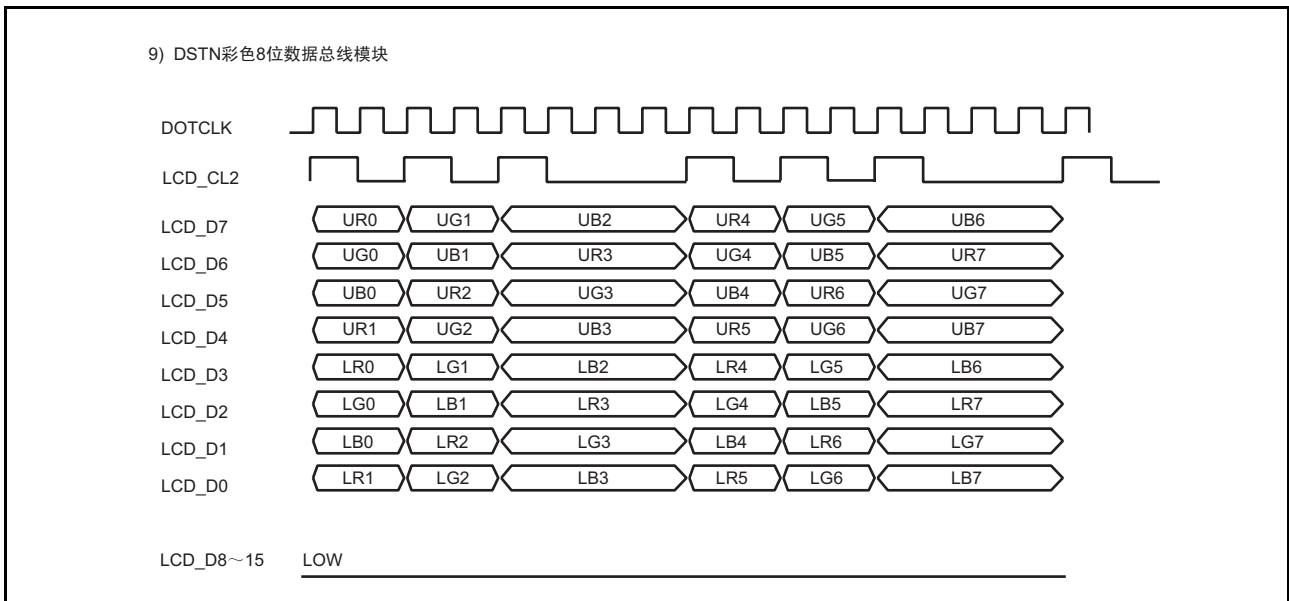 9) DSTN彩色8位数据总线模块
DOTCLK
LCD_CL2
LCD_D7 UR0 UG1 UB2 UR4 UG5 UB6
LCD_D6 UG0 UB1 UR3 UG4 UB5 UR7
LCD_D5 UB0 UR2 UG3 UB4 UR6 UG7
LCD_D4 UR1 UG2 UB3 UR5 UG6 UB7
LCD_D3 LR0 LG1 LB2 LR4 LG5 LB6
LCD_D2 LG0 LB1 LR3 LG4 LB5 LR7
LCD_D1 LB0 LR2 LG3 LB4 LR6 LG7
LCD_D0 LR1 LG2 LB3 LR5 LG6 LB7
LCD_D8～15 LOW